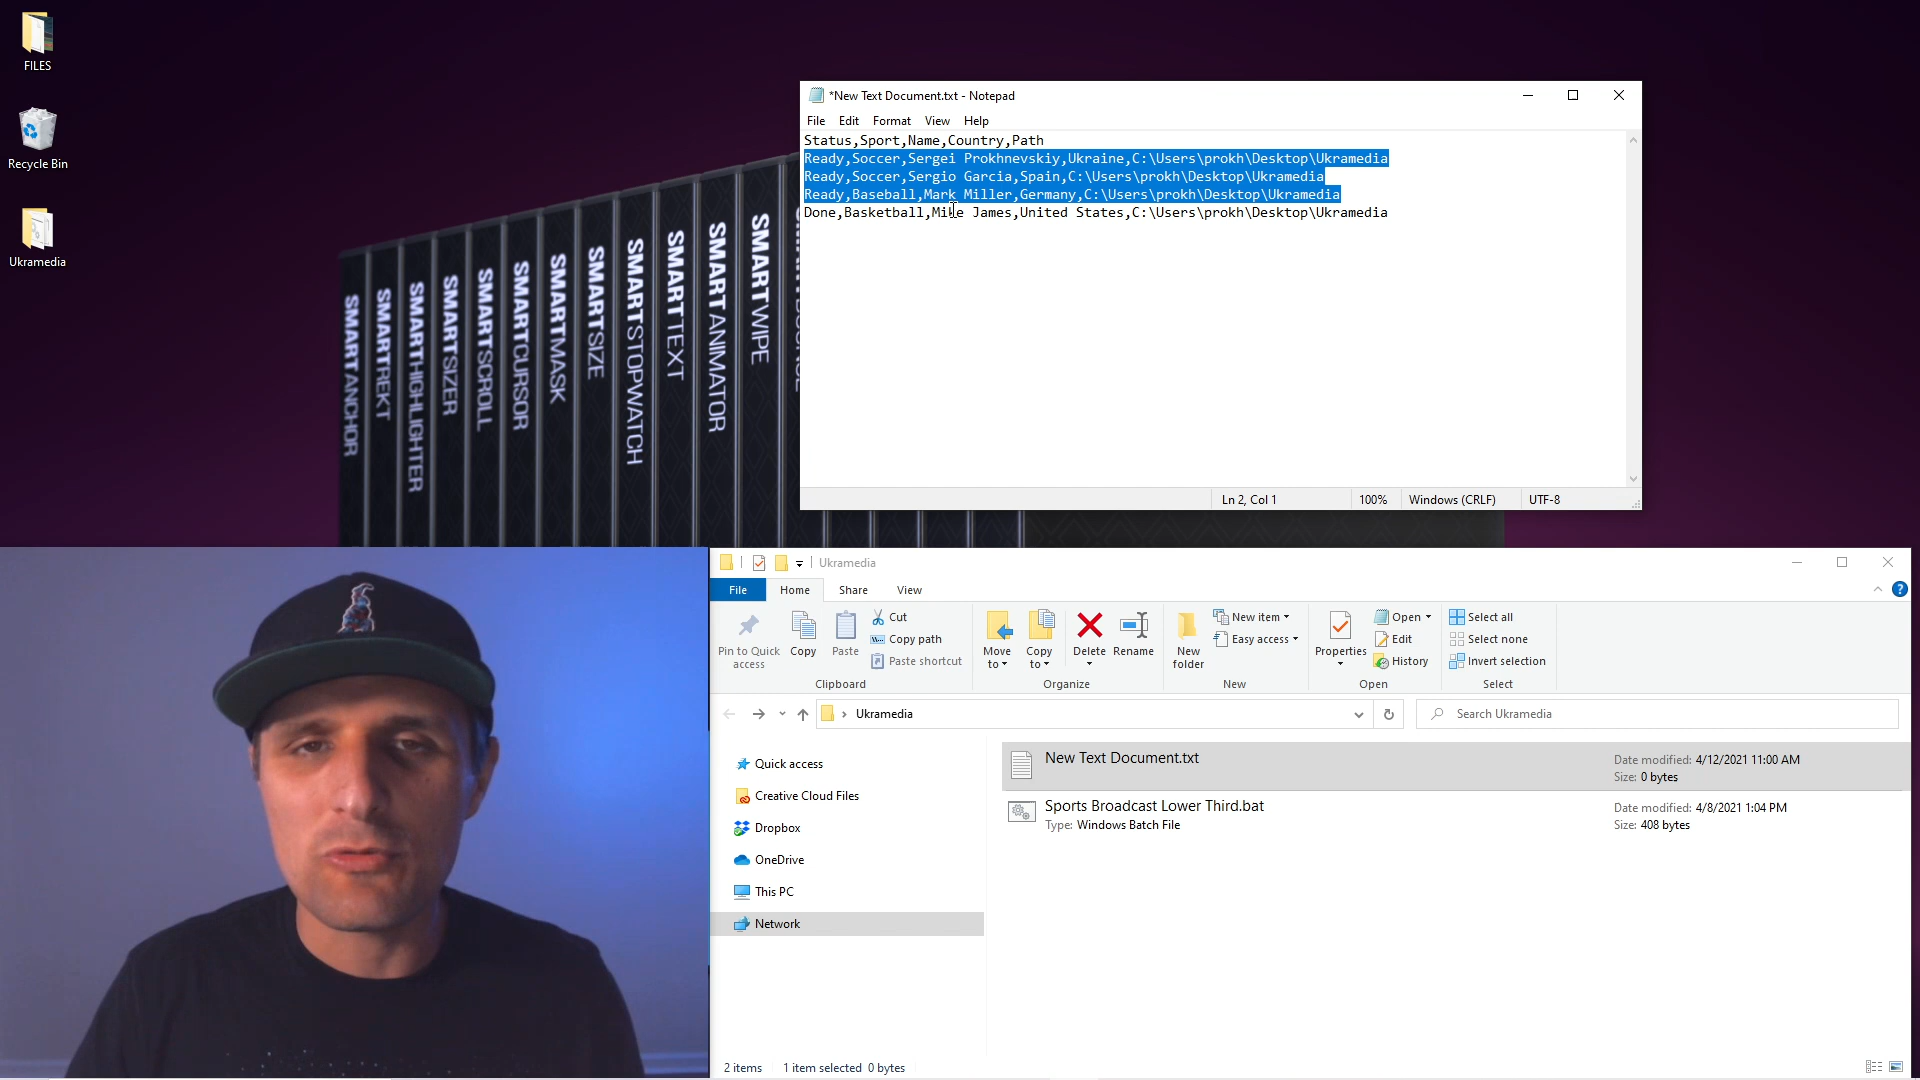 FILES
Recycle Bin
Ukramedia
SMARTANCHOR
SMARTREKT
SMARTHIGHLIGHTER
SMARTSIZER
SMARTSCROLL
SMARTCURSOR
SMARTMASK
SMARTSIZE
SMARTSTOPWATCH
SMARTTEXT
SMARTANIMATOR
SMARTWIPE
*New Text Document.txt - Notepad
File Edit Format View Help
Status,Sport,Name,Country,Path
Ready,Soccer,Sergei Prokhnevskiy,Ukraine,C:\Users\prokh\Desktop\Ukramedia
Ready,Soccer,Sergio Garcia,Spain,C:\Users\prokh\Desktop\Ukramedia
Ready,Baseball,Mark Miller,Germany,C:\Users\prokh\Desktop\Ukramedia
Done,Basketball,Mike James,United States,C:\Users\prokh\Desktop\Ukramedia
Ln 2, Col 1 100% Windows (CRLF) UTF-8
Ukramedia
File Home Share View
Pin to Quick access
Copy
Paste
Cut
Copy path
Paste shortcut
Clipboard
Move to
Copy to
Delete
Rename
Organize
New folder
New item
Easy access
New
Properties
Open
Edit
History
Open
Select all
Select none
Invert selection
Select
Ukramedia
Search Ukramedia
Quick access
Creative Cloud Files
Dropbox
OneDrive
This PC
Network
New Text Document.txt
Date modified: 4/12/2021 11:00 AM
Size: 0 bytes
Sports Broadcast Lower Third.bat
Type: Windows Batch File
Date modified: 4/8/2021 1:04 PM
Size: 408 bytes
2 items 1 item selected 0 bytes